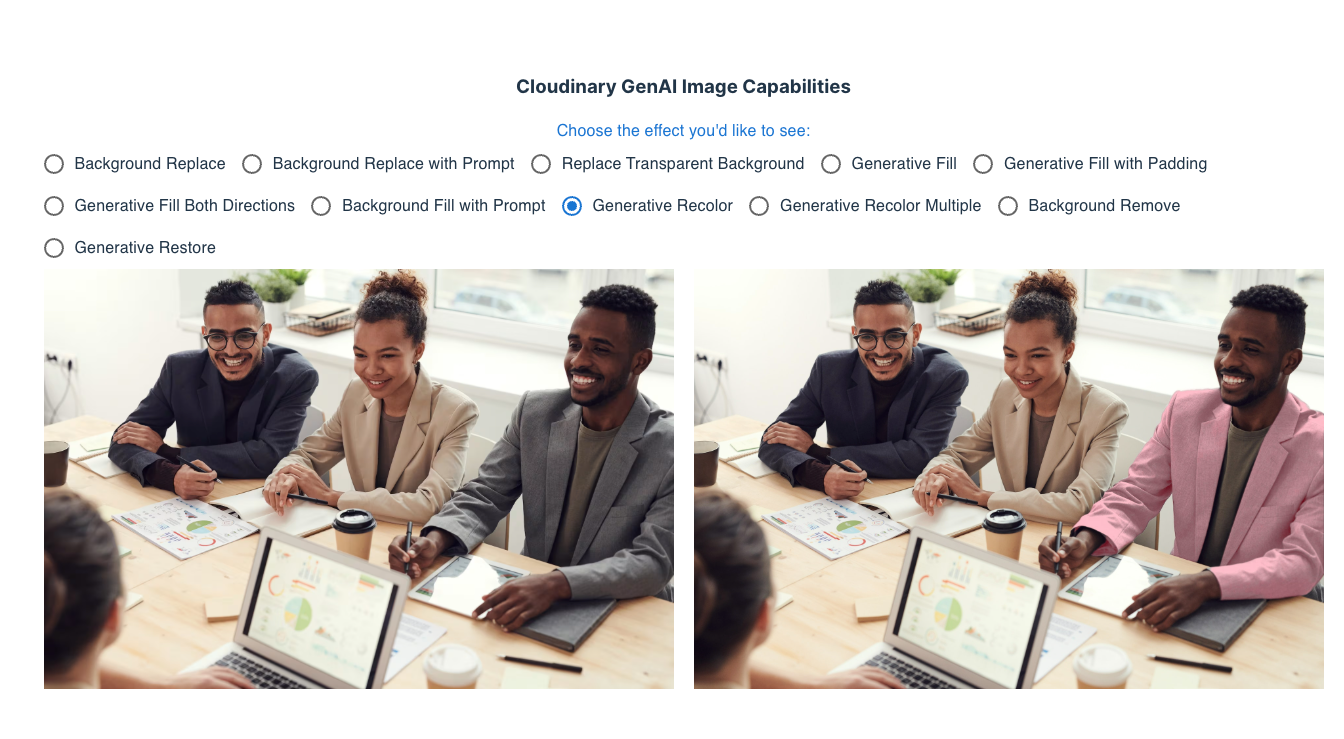 Cloudinary GenAI Image Capabilities
Choose the effect you'd like to see:
Background Replace Background Replace with Prompt Replace Transparent Background Generative Fill Generative Fill with Padding
Generative Fill Both Directions Background Fill with Prompt Generative Recolor Generative Recolor Multiple Background Remove
Generative Restore